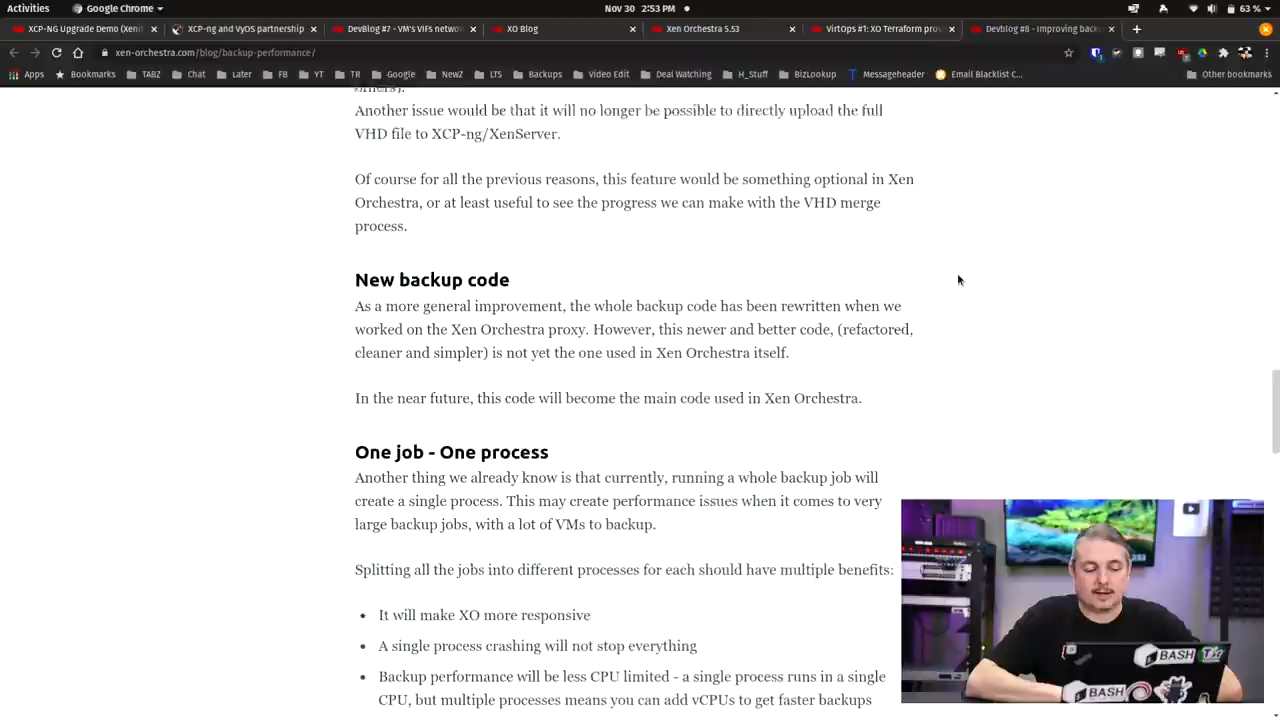 Activities
Google Chrome
Nov 30 2:53 PM
63 %
XCP-NG Upgrade Demo (Xen
XCP-ng and VyOS partnership
DevBlog #7 - VM's VIFs netw
XO Blog
Xen Orchestra 5.53
VirtOps #1: XO Terraform pro
Devblog #8 - Improving back
xen-orchestra.com/blog/backup-performance/
Apps
Bookmarks
TABZ
Chat
Later
FB
YT
TR
Google
NewZ
LTS
Backups
Video Edit
Deal Watching
H_Stuff
BizLookup
Messageheader
Email Blacklist C...
Other bookmarks
others).
Another issue would be that it will no longer be possible to directly upload the full
VHD file to XCP-ng/XenServer.
Of course for all the previous reasons, this feature would be something optional in Xen
Orchestra, or at least useful to see the progress we can make with the VHD merge
process.
New backup code
As a more general improvement, the whole backup code has been rewritten when we
worked on the Xen Orchestra proxy. However, this newer and better code, (refactored,
cleaner and simpler) is not yet the one used in Xen Orchestra itself.
In the near future, this code will become the main code used in Xen Orchestra.
One job - One process
Another thing we already know is that currently, running a whole backup job will
create a single process. This may create performance issues when it comes to very
large backup jobs, with a lot of VMs to backup.
Splitting all the jobs into different processes for each should have multiple benefits:
• It will make XO more responsive
• A single process crashing will not stop everything
• Backup performance will be less CPU limited - a single process runs in a single
CPU, but multiple processes means you can add vCPUs to get faster backups
BASH
BASH